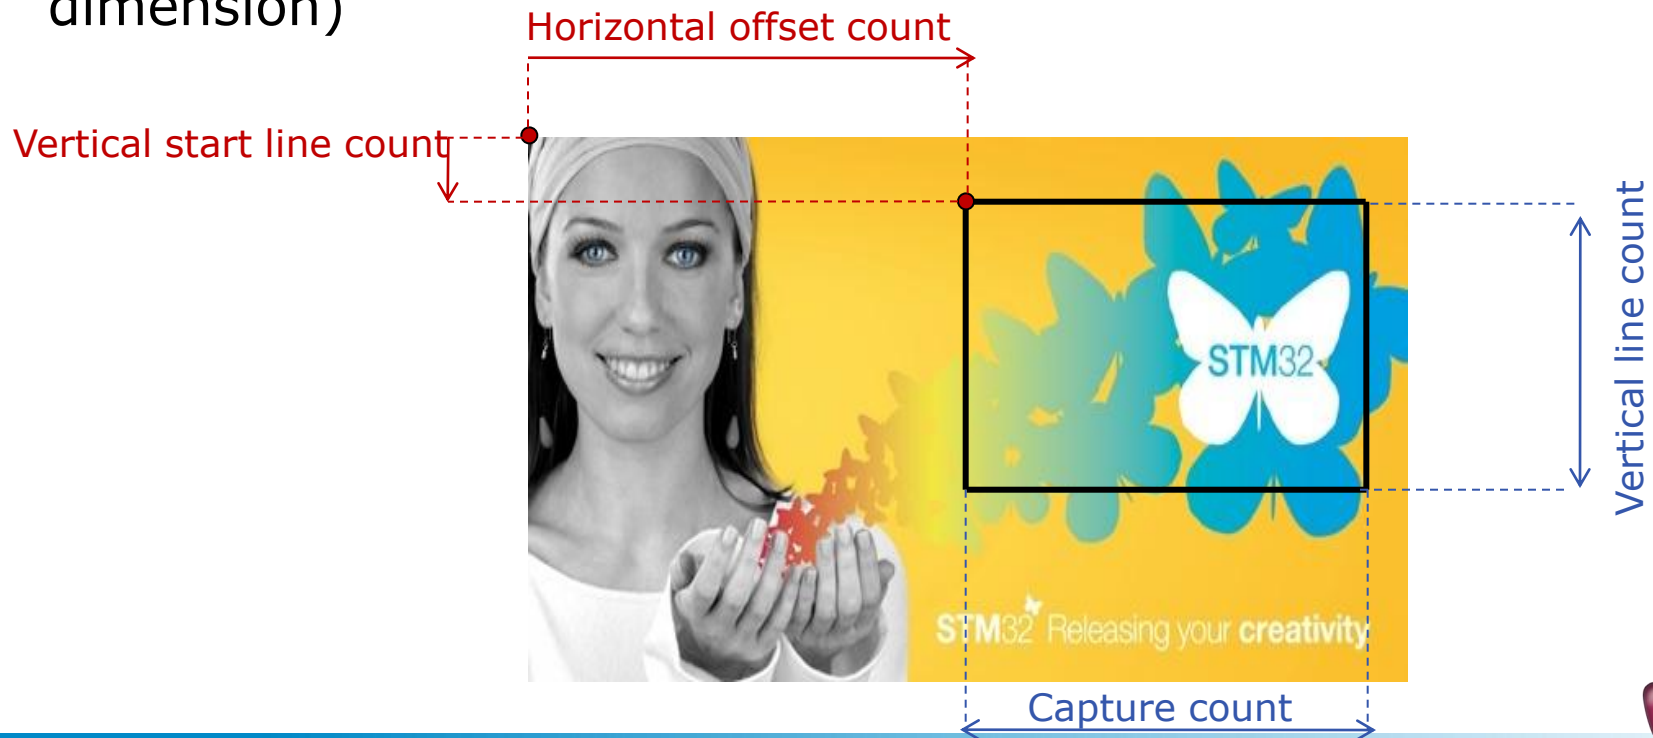 dimension)
Horizontal offset count
Vertical start line count
Vertical line count
STM32
STM32 Releasing your creativity
Capture count